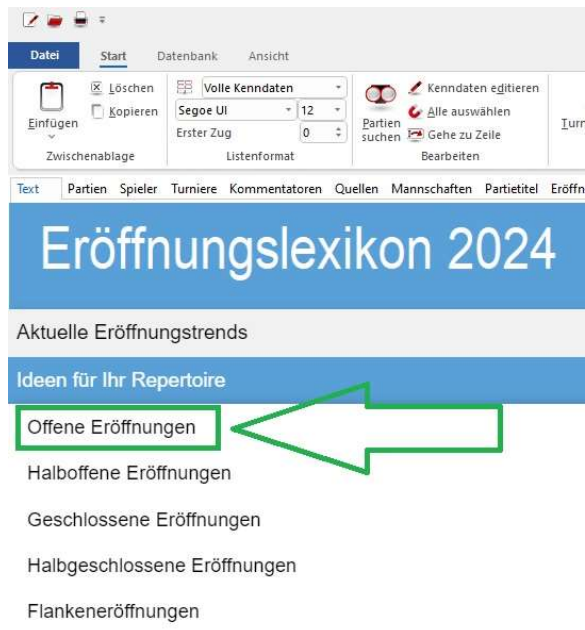 Datei Start Datenbank Ansicht
Einfügen Löschen Kopieren
Zwischenablage
Volle Kenndaten
Segoe UI 12
Erster Zug 0
Listenformat
Partien suchen
Kenndaten editieren
Alle auswählen
Gehe zu Zeile
Bearbeiten
Text Partien Spieler Turniere Kommentatoren Quellen Mannschaften Partietitel
Eröffnungslexikon 2024
Aktuelle Eröffnungstrends
Ideen für Ihr Repertoire
Offene Eröffnungen
Halboffene Eröffnungen
Geschlossene Eröffnungen
Halbgeschlossene Eröffnungen
Flankeneröffnungen